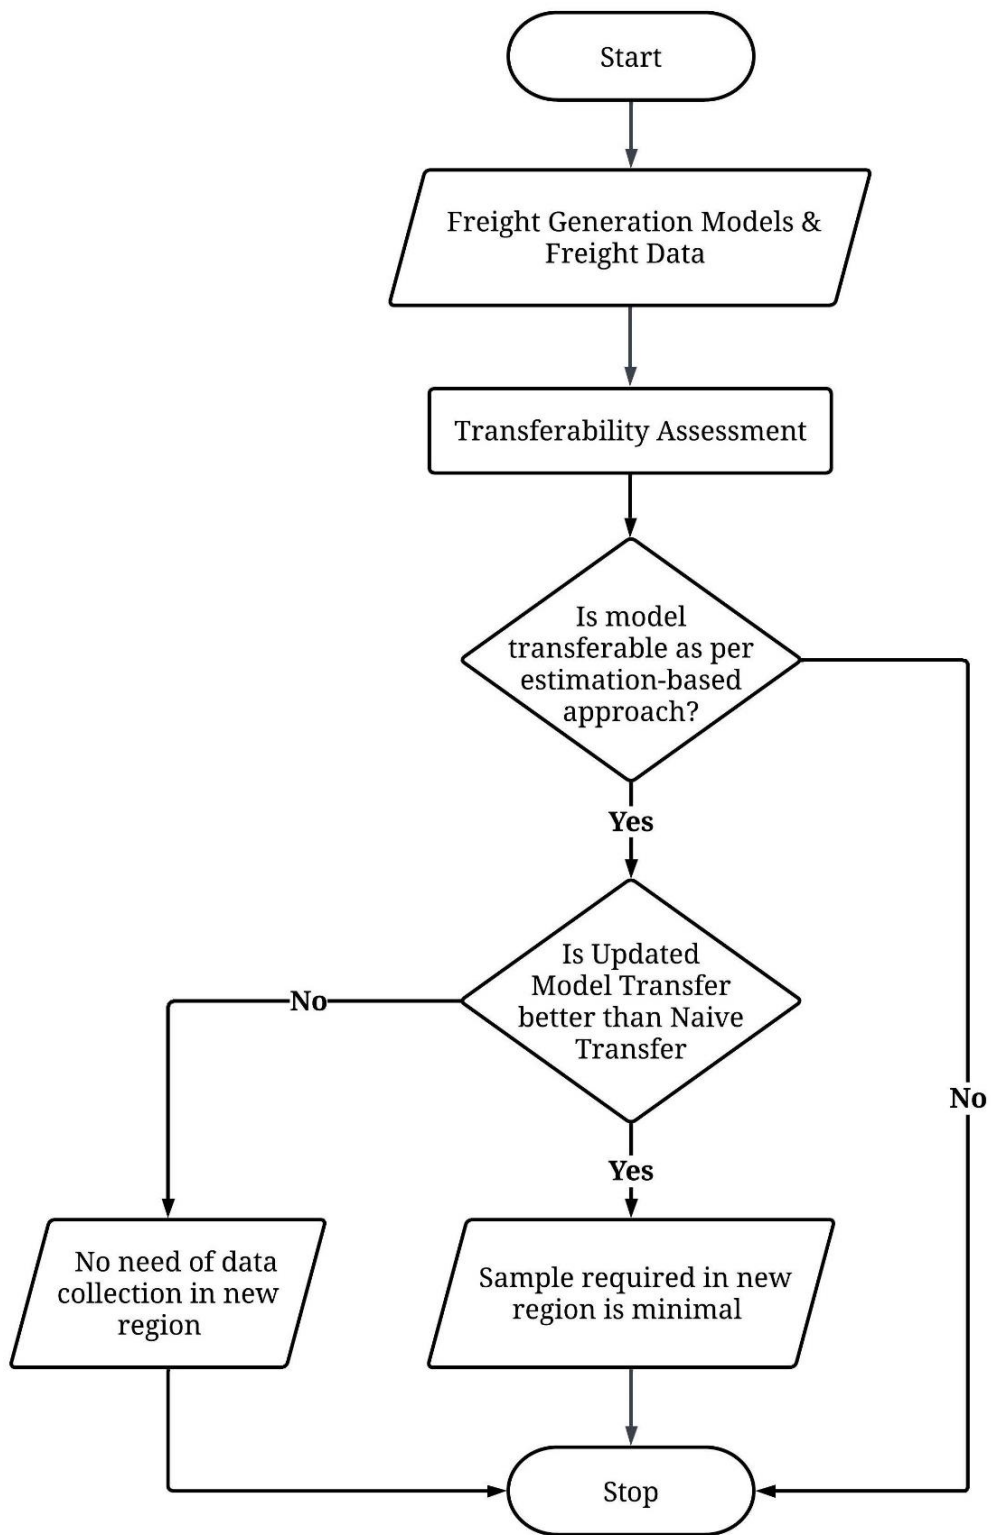 Start
Freight Generation Models &
Freight Data
Transferability Assessment
Is model
transferable as per
estimation-based
approach?
Yes
Is Updated
Model Transfer
better than Naive
Transfer
No
No
Yes
No need of data
collection in new
region
Sample required in new
region is minimal
Stop